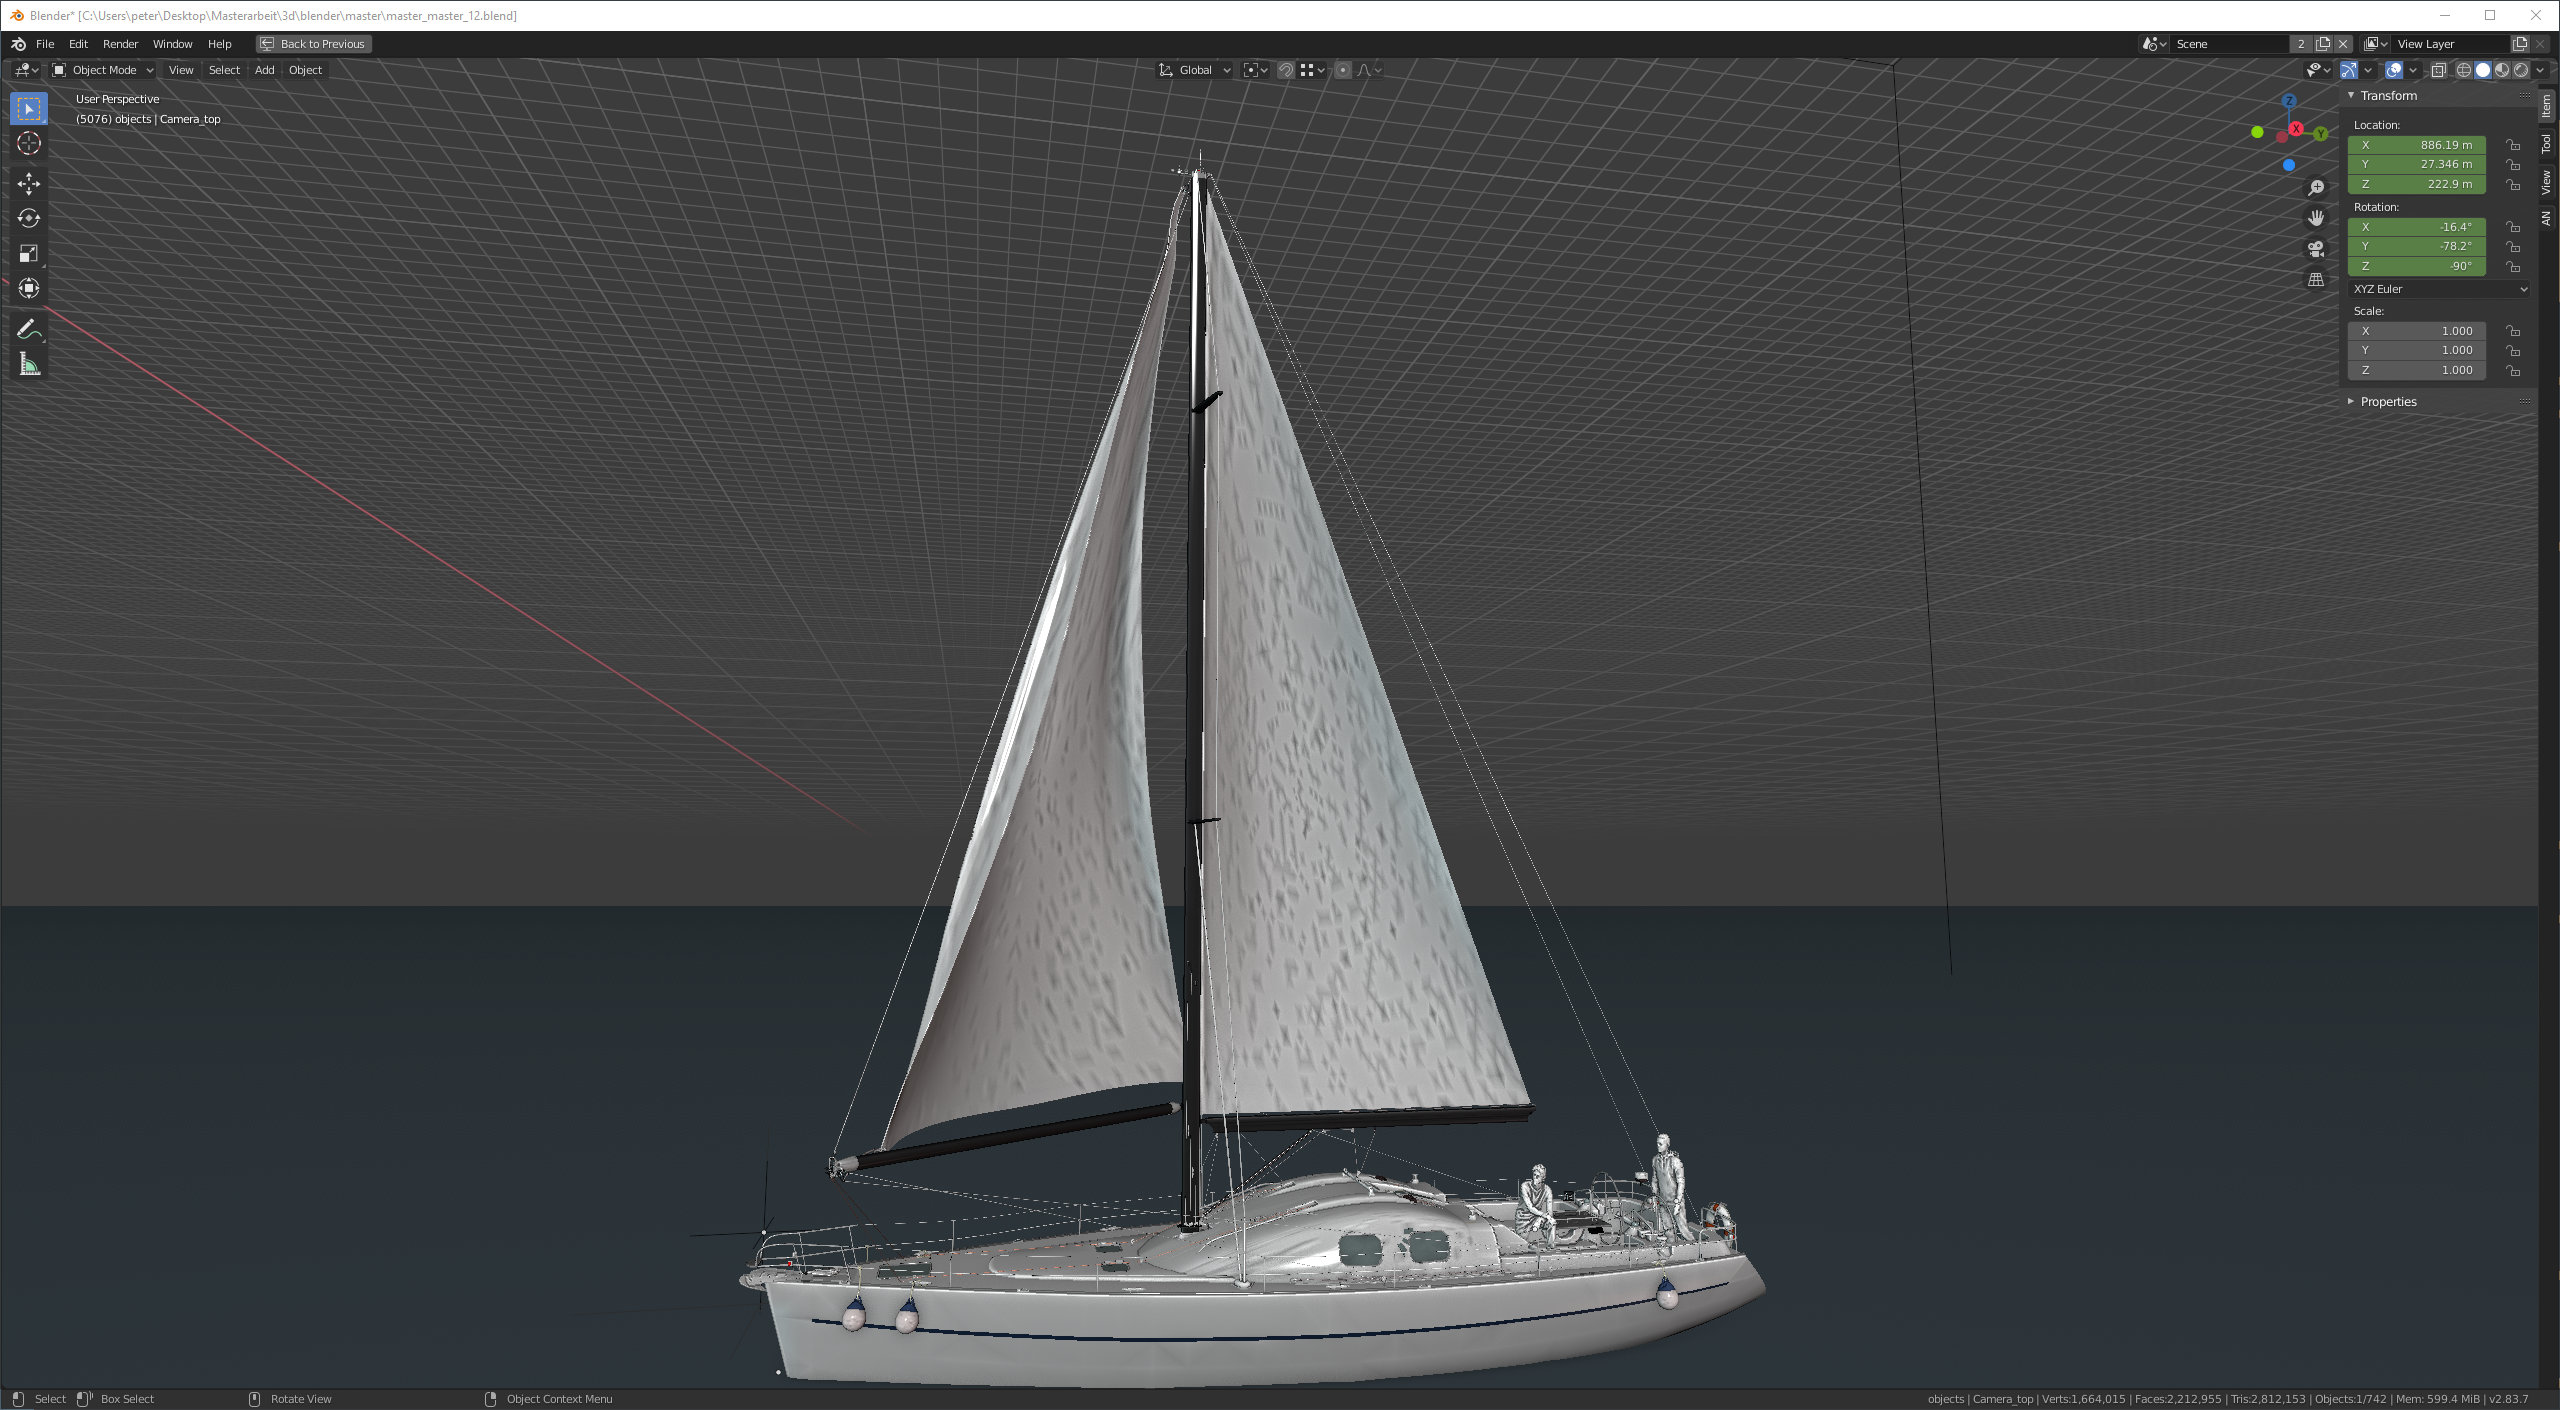 Blender* [C:\Users\peter\Desktop\Masterarbeit\3d\blender\master\master_master_12.blend]
File Edit Render Window Help Back to Previous Scene 2 View Layer
Object Mode View Select Add Object Global
User Perspective
(5076) objects | Camera_top
Z
X
Y
Transform
Location:
X 886.19 m
Y 27.346 m
Z 222.9 m
Rotation:
X -16.4°
Y -78.2°
Z -90°
XYZ Euler
Scale:
X 1.000
Y 1.000
Z 1.000
Properties
Item
Tool
View
AN
Select Box Select Rotate View Object Context Menu objects | Camera_top | Verts:1,664,015 | Faces:2,212,955 | Tris:2,812,153 | Objects:1/742 | Mem: 599.4 MiB | v2.83.7